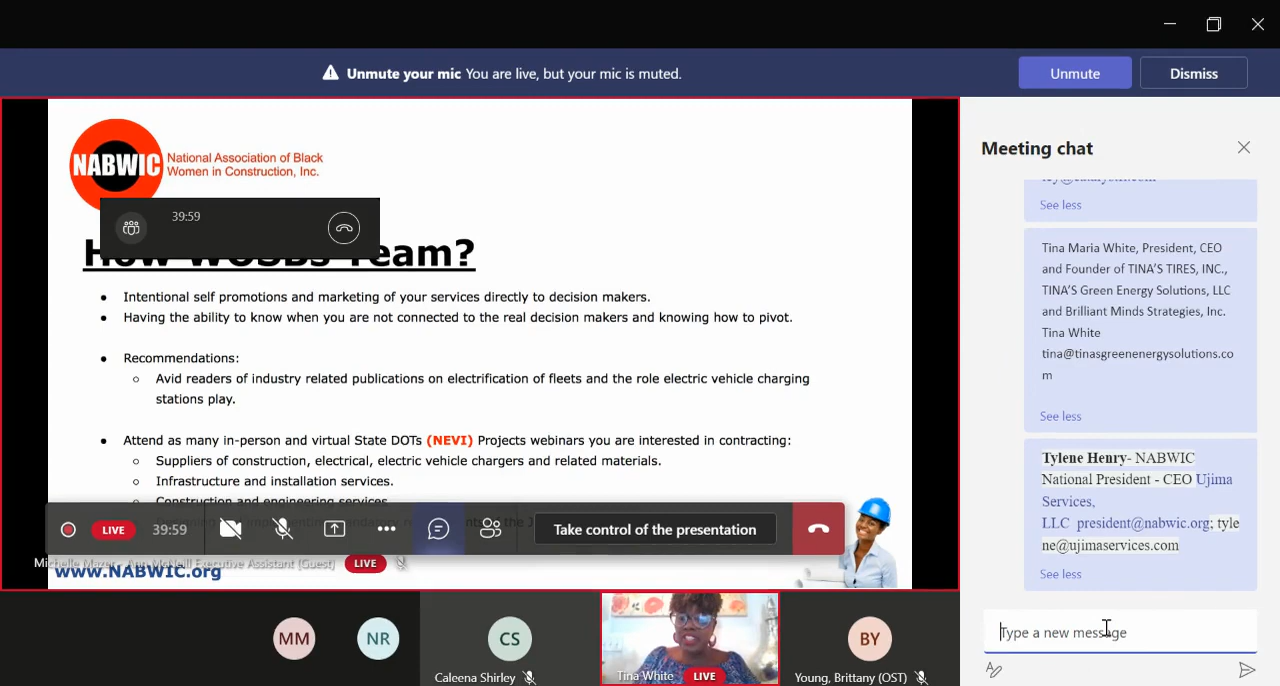 Unmute your mic You are live, but your mic is muted.
Unmute
Dismiss
NABWIC
National Association of Black
Women in Construction, Inc.
39:59
Team?
• Intentional self promotions and marketing of your services directly to decision makers.
• Having the ability to know when you are not connected to the real decision makers and knowing how to pivot.
• Recommendations:
○ Avid readers of industry related publications on electrification of fleets and the role electric vehicle charging
stations play.
• Attend as many in-person and virtual State DOTs (NEVI) Projects webinars you are interested in contracting:
○ Suppliers of construction, electrical, electric vehicle chargers and related materials.
○ Infrastructure and installation services.
○ Construction and engineering services.
LIVE
39:59
Take control of the presentation
Michelle Mazer - Ann McNeill Executive Assistant (Guest)
LIVE
www.NABWIC.org
MM
NR
CS
Caleena Shirley
Tina White
LIVE
BY
Young, Brittany (OST)
Meeting chat
See less
Tina Maria White, President, CEO
and Founder of TINA'S TIRES, INC.,
TINA'S Green Energy Solutions, LLC
and Brilliant Minds Strategies, Inc.
Tina White
tina@tinasgreenenergysolutions.co
m
See less
Tylene Henry- NABWIC
National President - CEO Ujima
Services,
LLC president@nabwic.org; tyle
ne@ujimaservices.com
See less
Type a new message